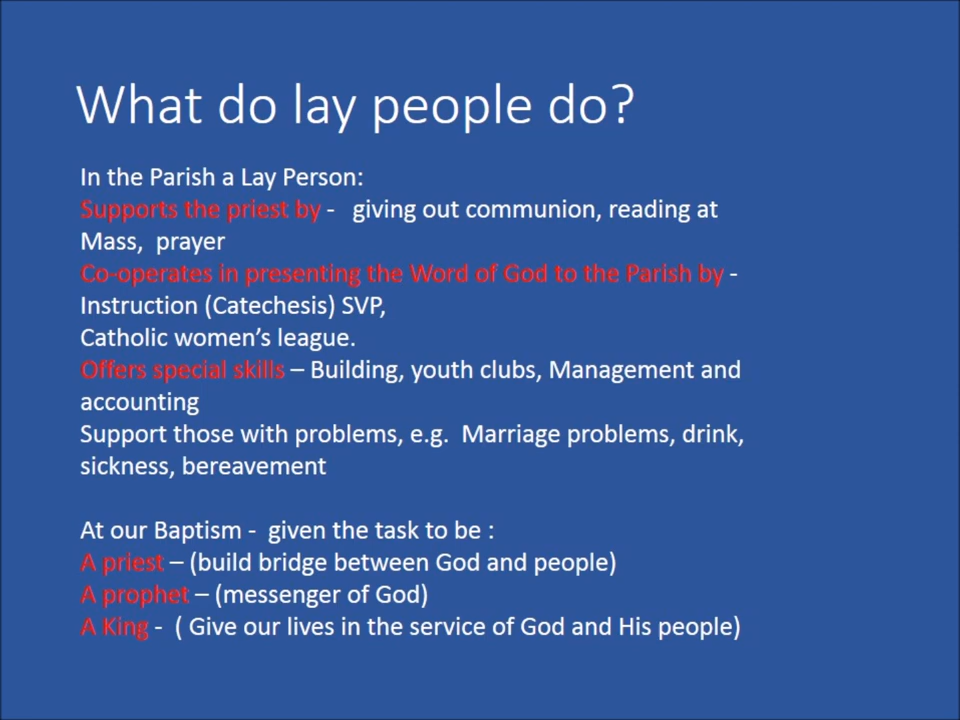 What do lay people do?
In the Parish a Lay Person:
Supports the priest by -   giving out communion, reading at
Mass,  prayer
Co-operates in presenting the Word of God to the Parish by -
Instruction (Catechesis) SVP,
Catholic women’s league.
Offers special skills – Building, youth clubs, Management and
accounting
Support those with problems, e.g.  Marriage problems, drink,
sickness, bereavement
At our Baptism -  given the task to be :
A priest – (build bridge between God and people)
A prophet – (messenger of God)
A King -  ( Give our lives in the service of God and His people)